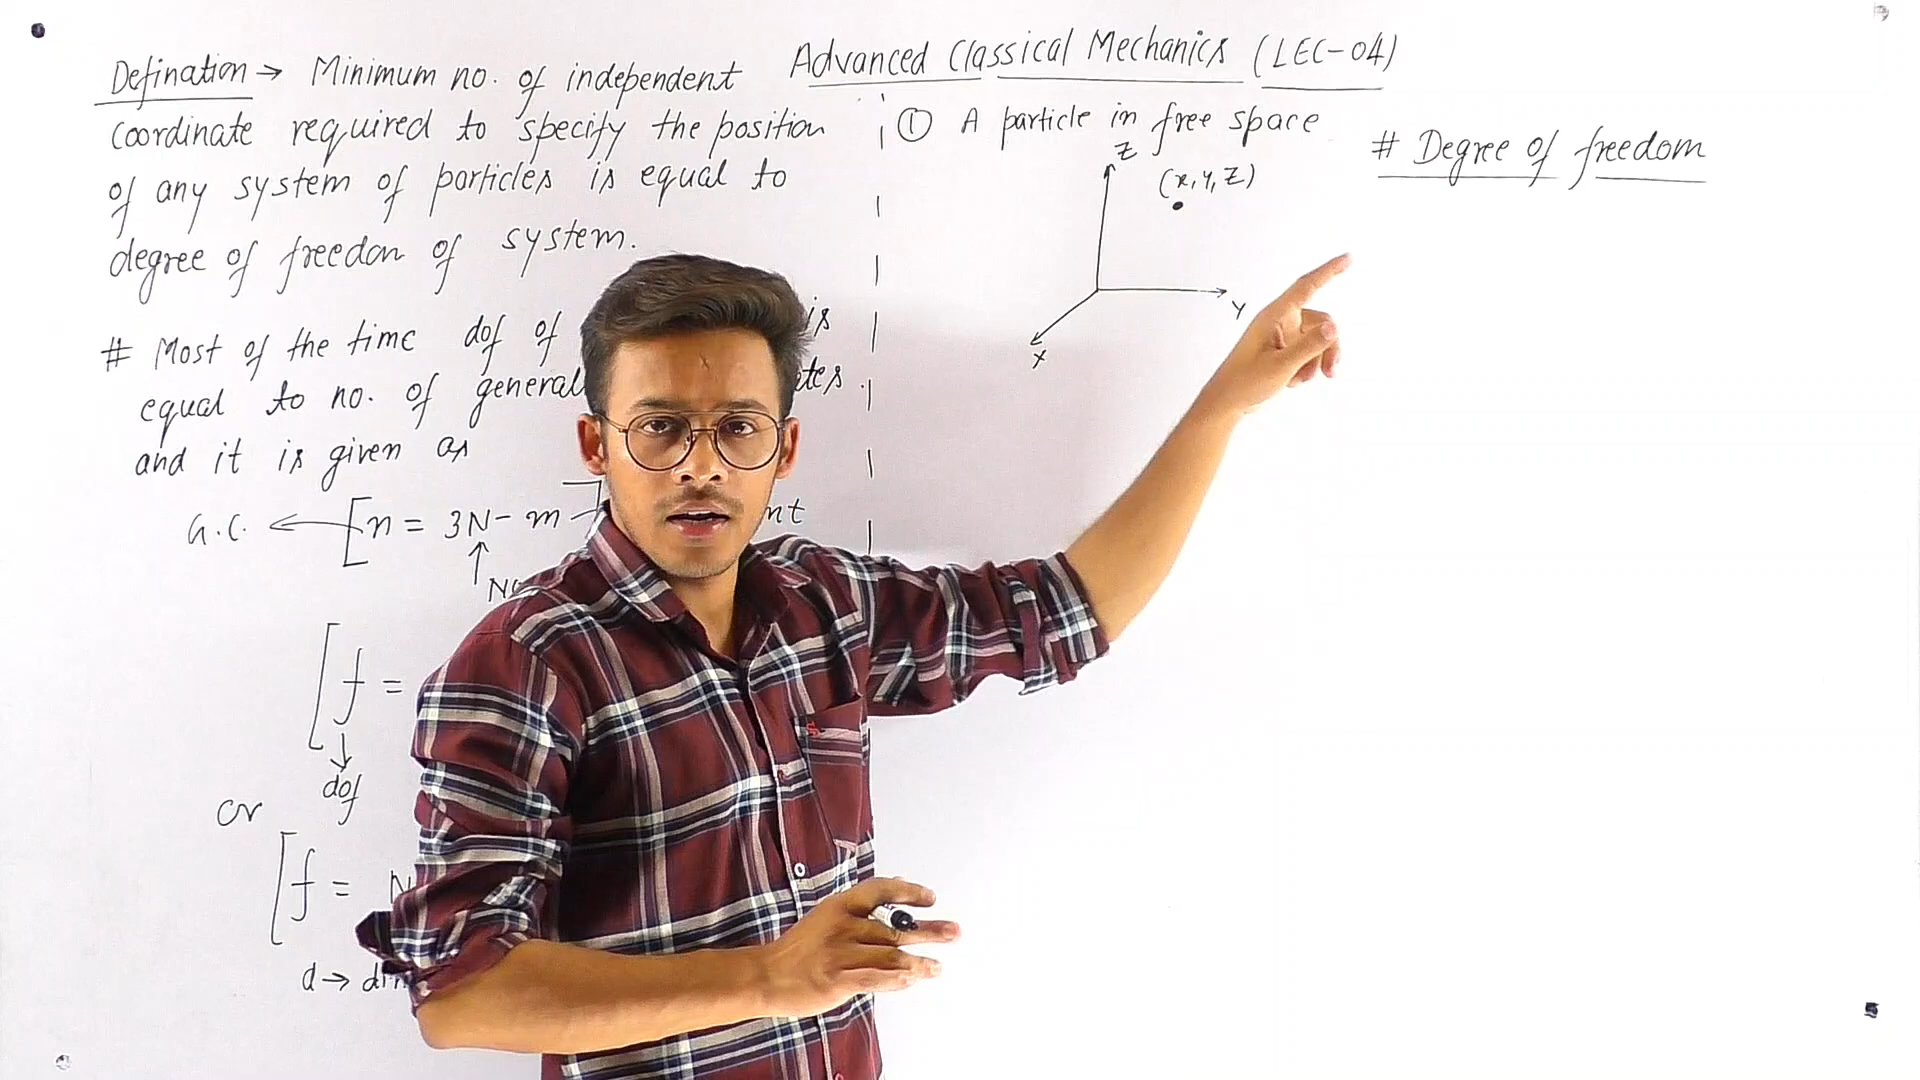 Advanced Classical Mechanics (LEC-04)
Defination → Minimum no. of independent
coordinate required to specify the position
of any system of particles is equal to
degree of freedom of system.
# Most of the time dof of is
equal to no. of
and it is given as
G.C. ← [n = 3N - m]
↑
[f =
↓
dof
or
[f = N
d →
① A particle in free space
Z
(x, y, z)
Y
X
# Degree of freedom